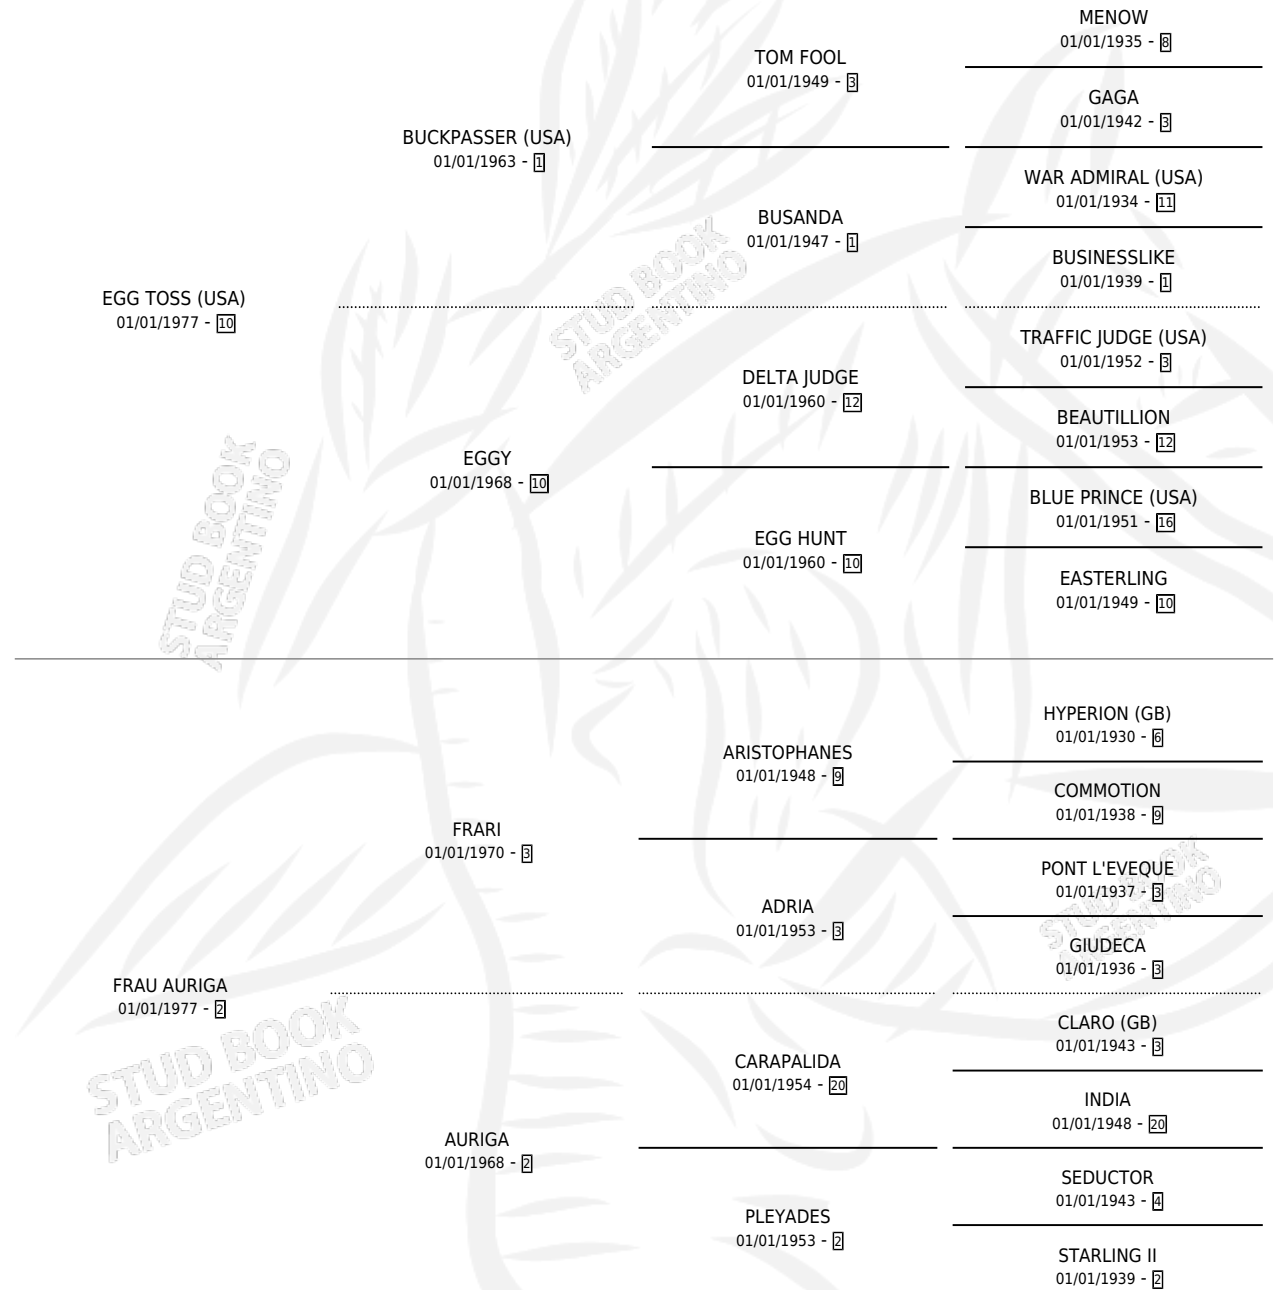 MENOW
01/01/1935 - 8
TOM FOOL
01/01/1949 - 3
GAGA
01/01/1942 - 3
BUCKPASSER (USA)
01/01/1963 - 1
WAR ADMIRAL (USA)
01/01/1934 - 11
BUSANDA
01/01/1947 - 1
BUSINESSLIKE
01/01/1939 - 1
EGG TOSS (USA)
01/01/1977 - 10
STUD BOOK
ARGENTINO
TRAFFIC JUDGE (USA)
01/01/1952 - 3
DELTA JUDGE
01/01/1960 - 12
BEAUTILLION
01/01/1953 - 12
EGGY
01/01/1968 - 10
BLUE PRINCE (USA)
01/01/1951 - 16
EGG HUNT
01/01/1960 - 10
EASTERLING
01/01/1949 - 10
STUD BOOK
ARGENTINO
HYPERION (GB)
01/01/1930 - 6
ARISTOPHANES
01/01/1948 - 9
COMMOTION
01/01/1938 - 9
FRARI
01/01/1970 - 3
PONT L'EVEQUE
01/01/1937 - 3
ADRIA
01/01/1953 - 3
GIUDECA
01/01/1936 - 3
STUD BOOK
ARGENTINO
FRAU AURIGA
01/01/1977 - 2
CLARO (GB)
01/01/1943 - 3
CARAPALIDA
01/01/1954 - 20
INDIA
01/01/1948 - 20
STUD BOOK
ARGENTINO
AURIGA
01/01/1968 - 2
SEDUCTOR
01/01/1943 - 4
PLEYADES
01/01/1953 - 2
STARLING II
01/01/1939 - 2